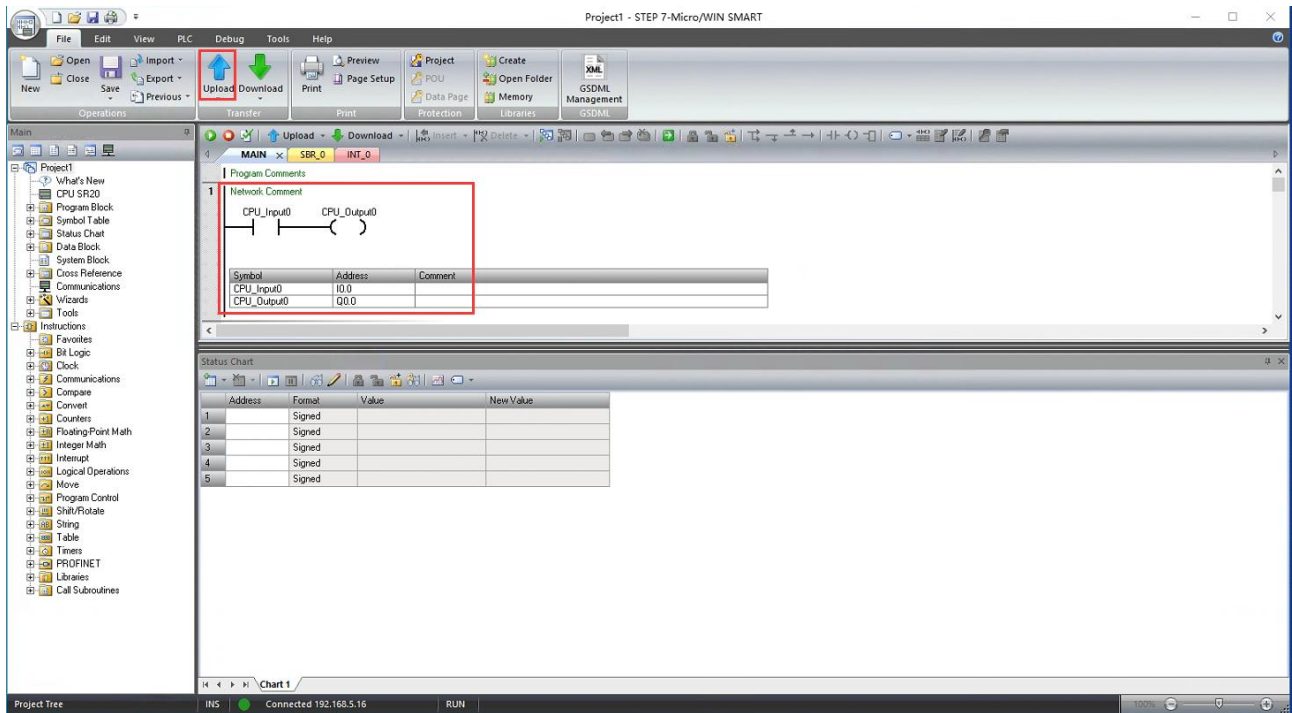 Project1 - STEP 7-Micro/WIN SMART
File Edit View PLC Debug Tools Help
New Open Close Save Import Export Previous
Operations
Upload Download
Transfer
Print Preview Page Setup
Print
Project POU Data Page
Protection
Create Open Folder Memory
Libraries
XML GSDML Management
GSDML
Main
Project1
What's New
CPU SR20
Program Block
Symbol Table
Status Chart
Data Block
System Block
Cross Reference
Communications
Wizards
Tools
Instructions
Favorites
Bit Logic
Clock
Communications
Compare
Convert
Counters
Floating-Point Math
Integer Math
Interrupt
Logical Operations
Move
Program Control
Shift/Rotate
String
Table
Timers
PROFINET
Libraries
Call Subroutines
Upload Download Insert Delete
MAIN SBR_0 INT_0
Program Comments
1 Network Comment
CPU_Input0 CPU_Output0
Symbol Address Comment
CPU_Input0 I0.0
CPU_Output0 Q0.0
Status Chart
Address Format Value New Value
1 Signed
2 Signed
3 Signed
4 Signed
5 Signed
Chart 1
Project Tree INS Connected 192.168.5.16 RUN 100%